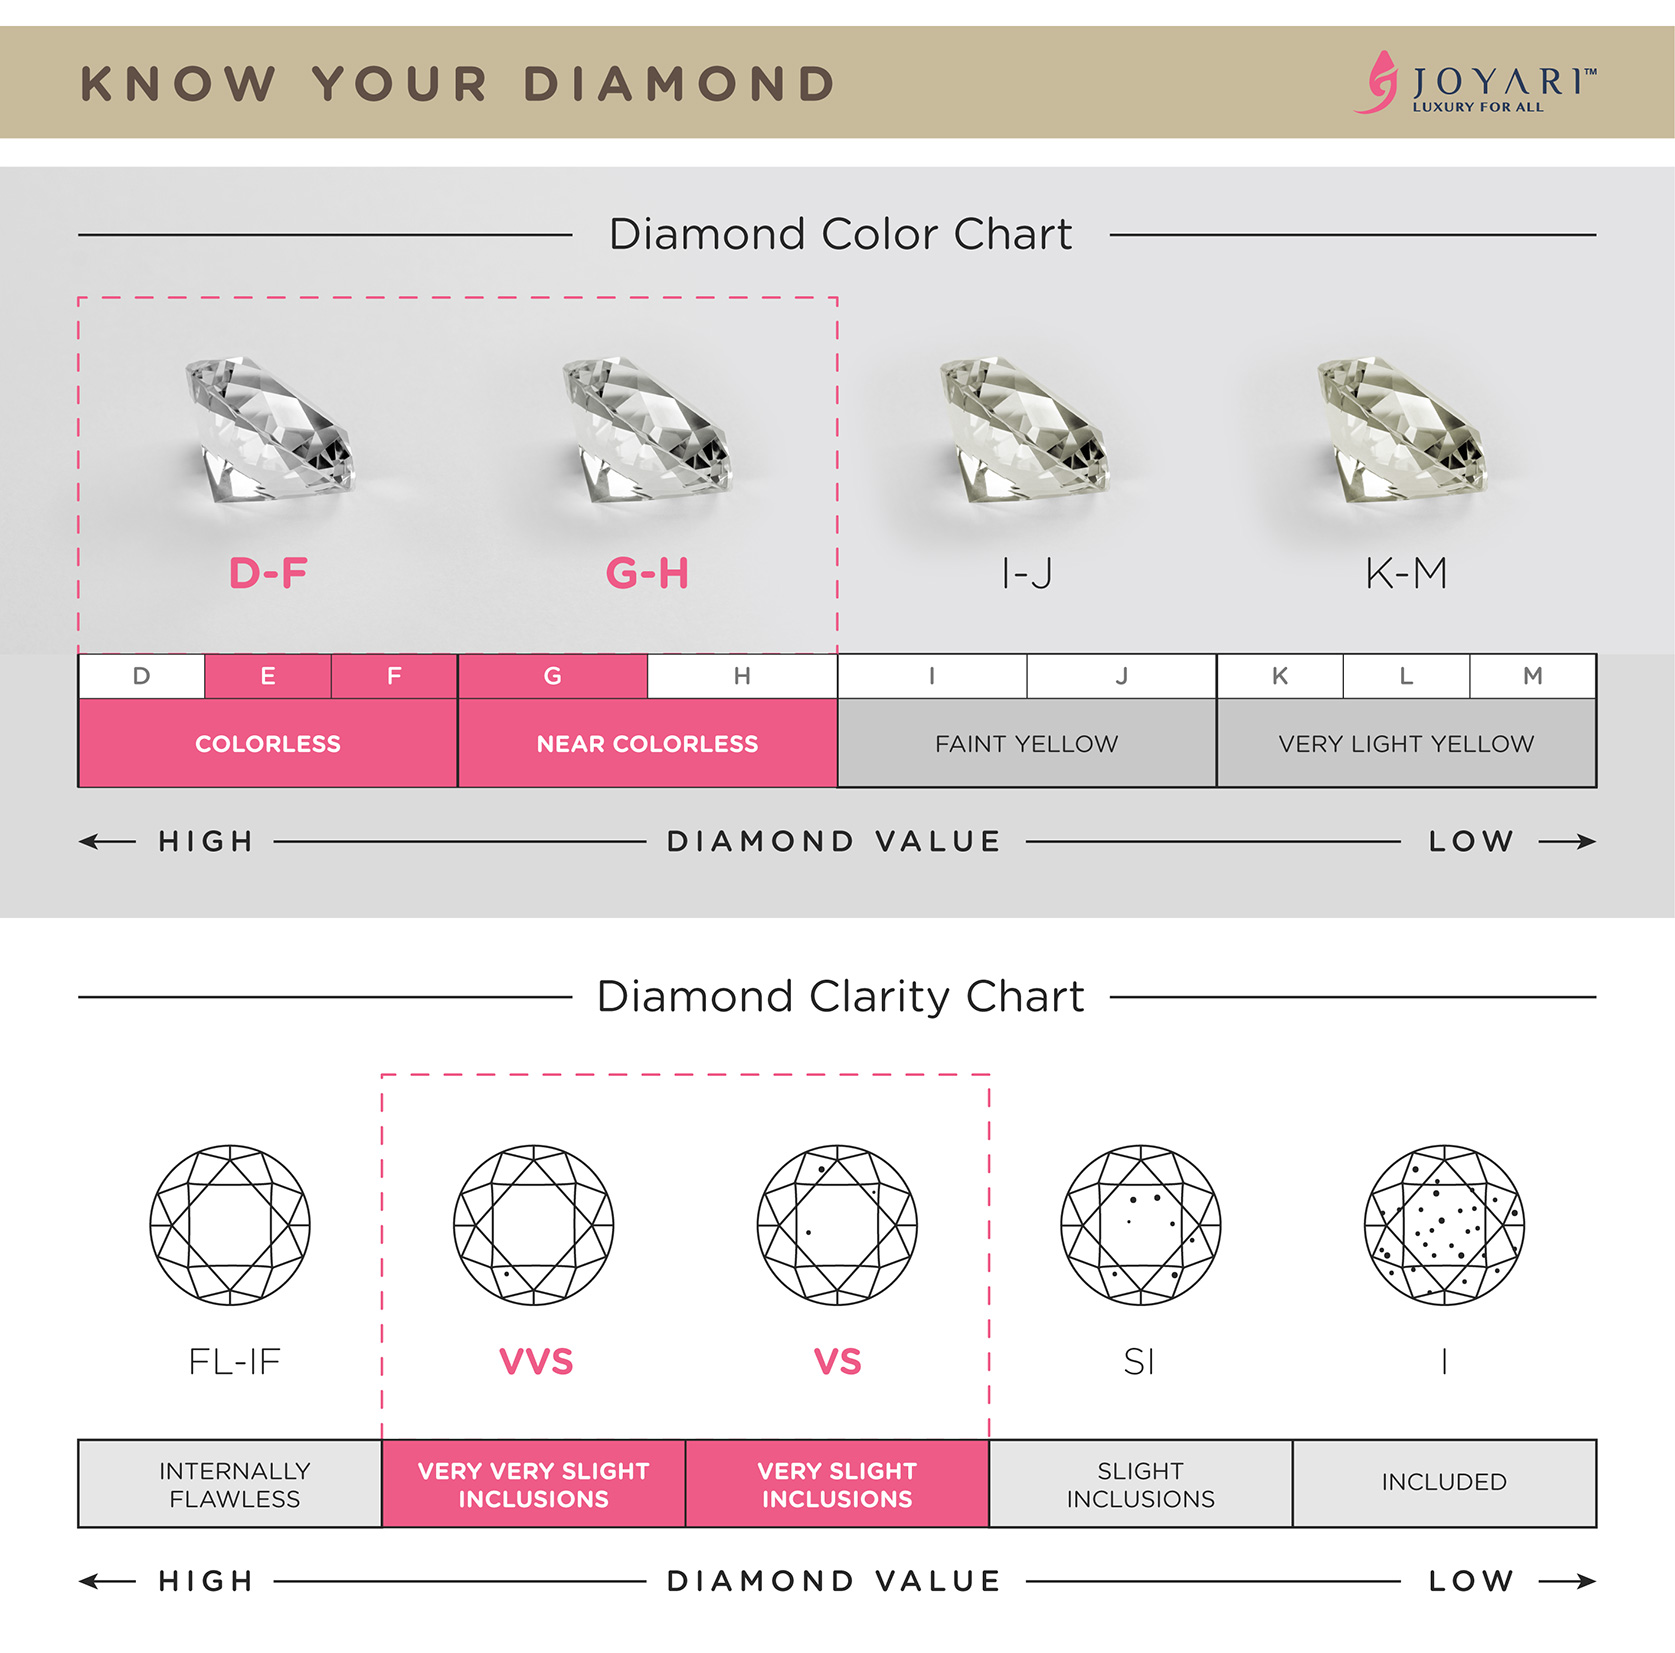 KNOW YOUR DIAMOND
JOYARI™
LUXURY FOR ALL
Diamond Color Chart
D-F G-H I-J K-M
D E F G H I J K L M
COLORLESS NEAR COLORLESS FAINT YELLOW VERY LIGHT YELLOW
HIGH DIAMOND VALUE LOW
Diamond Clarity Chart
FL-IF VVS VS SI I
INTERNALLY
FLAWLESS
VERY VERY SLIGHT
INCLUSIONS
VERY SLIGHT
INCLUSIONS
SLIGHT
INCLUSIONS
INCLUDED
HIGH DIAMOND VALUE LOW